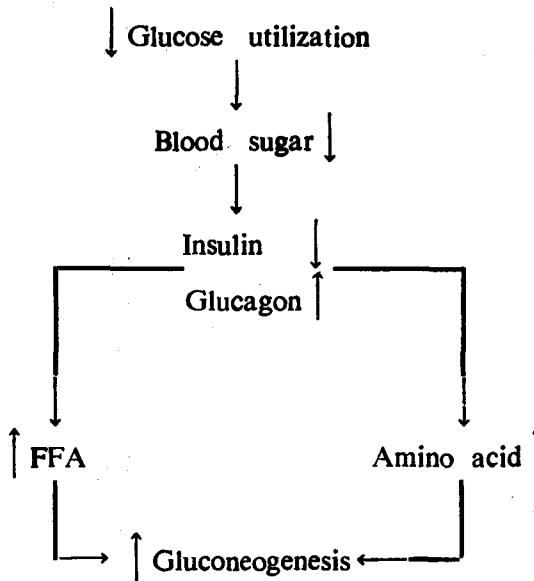 ↓ Glucose utilization
Blood sugar ↓
Insulin ↓
Glucagon ↑
↑ FFA
Amino acid ↑
↑ Gluconeogenesis